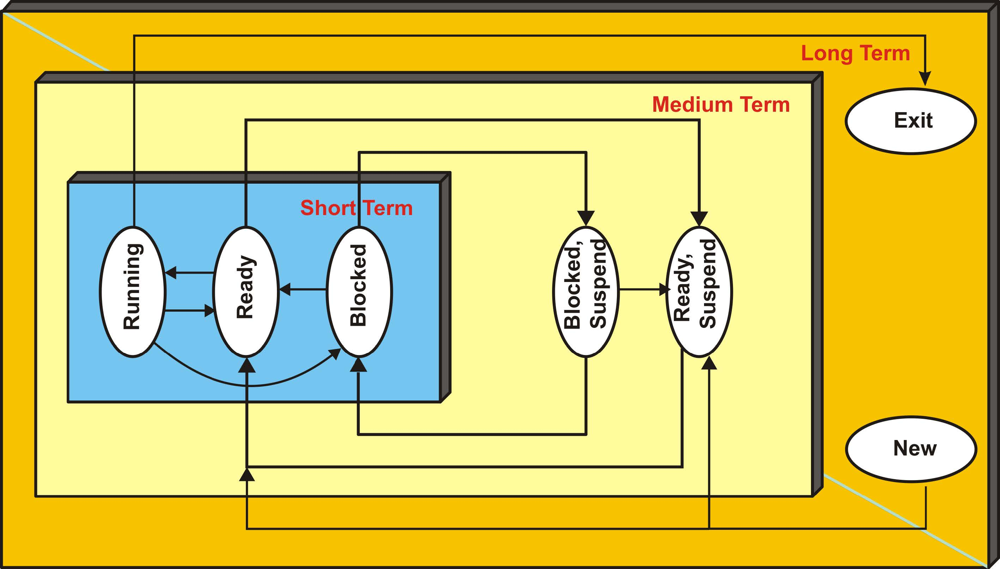 Long Term
Medium Term
Exit
Short Term
Running
Ready
Blocked
Blocked,
Suspend
Ready,
Suspend
New